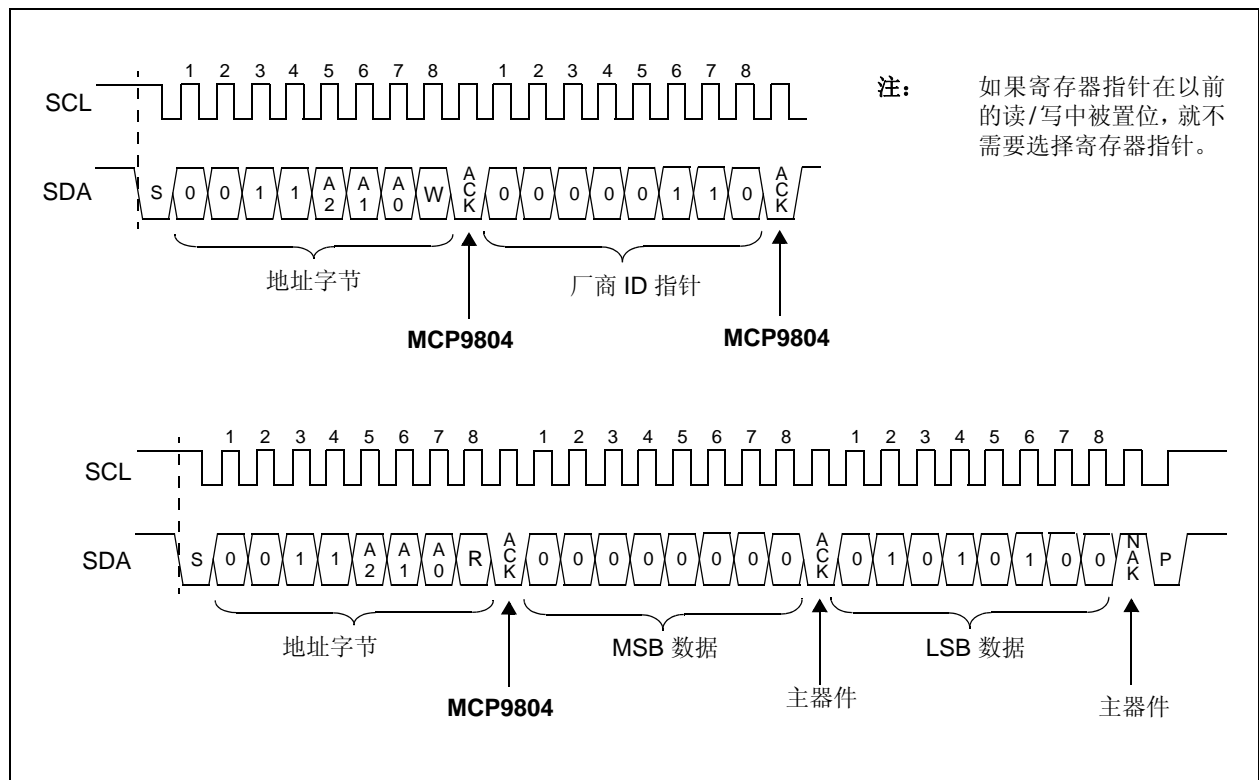 1 2 3 4 5 6 7 8 1 2 3 4 5 6 7 8
SCL
SDA
S 0 0 1 1 A2 A1 A0 W ACK 0 0 0 0 0 1 1 0 ACK
地址字节
厂商 ID 指针
MCP9804
MCP9804
注:
如果寄存器指针在以前
的读/写中被置位,就不
需要选择寄存器指针。
1 2 3 4 5 6 7 8 1 2 3 4 5 6 7 8 1 2 3 4 5 6 7 8
SCL
SDA
S 0 0 1 1 A2 A1 A0 R ACK 0 0 0 0 0 0 0 0 ACK 0 1 0 1 0 1 0 0 NAK P
地址字节
MSB 数据
LSB 数据
MCP9804
主器件
主器件